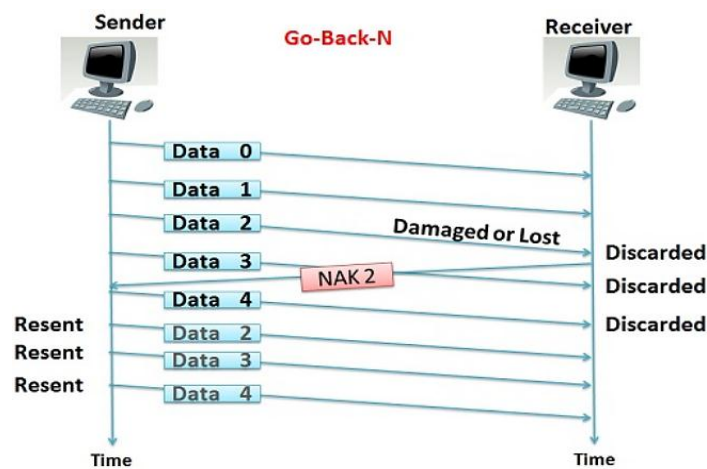 Sender
Receiver
Go-Back-N
Data 0
Data 1
Data 2
Damaged or Lost
Data 3
Discarded
NAK 2
Discarded
Data 4
Discarded
Resent
Data 2
Resent
Data 3
Resent
Data 4
Time
Time